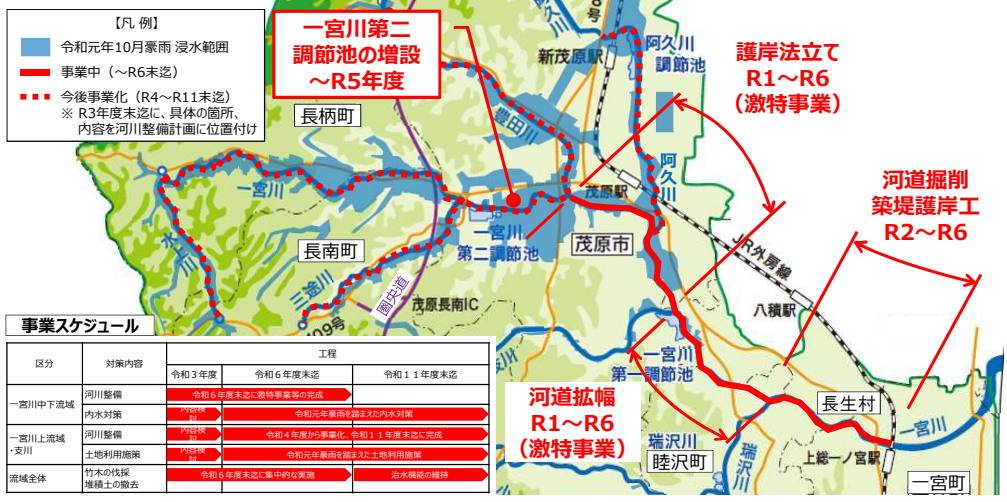 【凡 例】
令和元年10月豪雨 浸水範囲
事業中（～R6末迄）
今後事業化（R4～R11末迄）
※ R3年度末迄に、具体の箇所、
内容を河川整備計画に位置付け
一宮川第二
調節池の増設
～R5年度
8号
新茂原駅
阿久川
調節池
護岸法立て
R1～R6
（激特事業）
長柄町
豊田川
阿久川
一宮川
茂原駅
河道掘削
築堤護岸工
R2～R6
水上川
長南町
一宮川
第二調節池
茂原市
三途川
圏央道
茂原長南IC
409号
JR外房線
八積駅
一宮川
第一調節池
河道拡幅
R1～R6
（激特事業）
長生村
一宮川
瑞沢川
睦沢町
瑞沢川
上総一ノ宮駅
一宮町
事業スケジュール
区分 対策内容 工程
令和３年度 令和６年度末迄 令和１１年度末迄
一宮川中下流域 河川整備 令和６年度末迄に激特事業等の完成
内水対策 内容検討 令和元年豪雨を踏まえた内水対策
一宮川上流域・支川 河川整備 内容検討 令和４年度から事業化、令和１１年度末迄に完成
土地利用施策 内容検討 令和元年豪雨を踏まえた土地利用施策
流域全体 竹木の伐採 堆積土の撤去 令和６年度末迄に集中的な実施 治水機能の維持